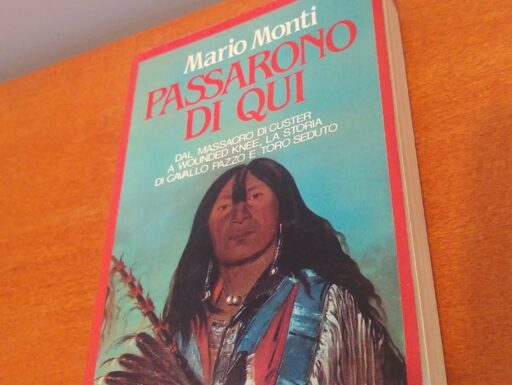 Mario Monti
PASSARONO
DI QUI
DAL MASSACRO DI CUSTER
A WOUNDED KNEE, LA STORIA
DI CAVALLO PAZZO E TORO SEDUTO